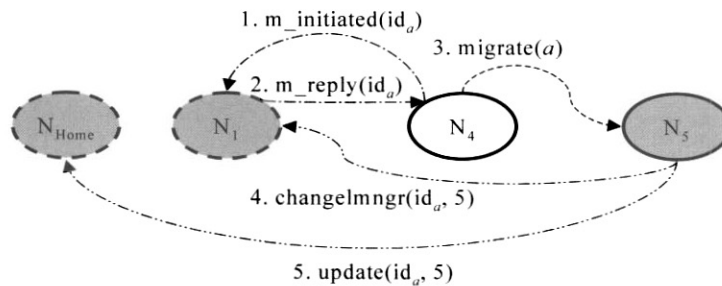 1. m_initiated(id_a)
3. migrate(a)
2. m_reply(id_a)
N_Home
N_1
N_4
N_5
4. changelmngr(id_a, 5)
5. update(id_a, 5)